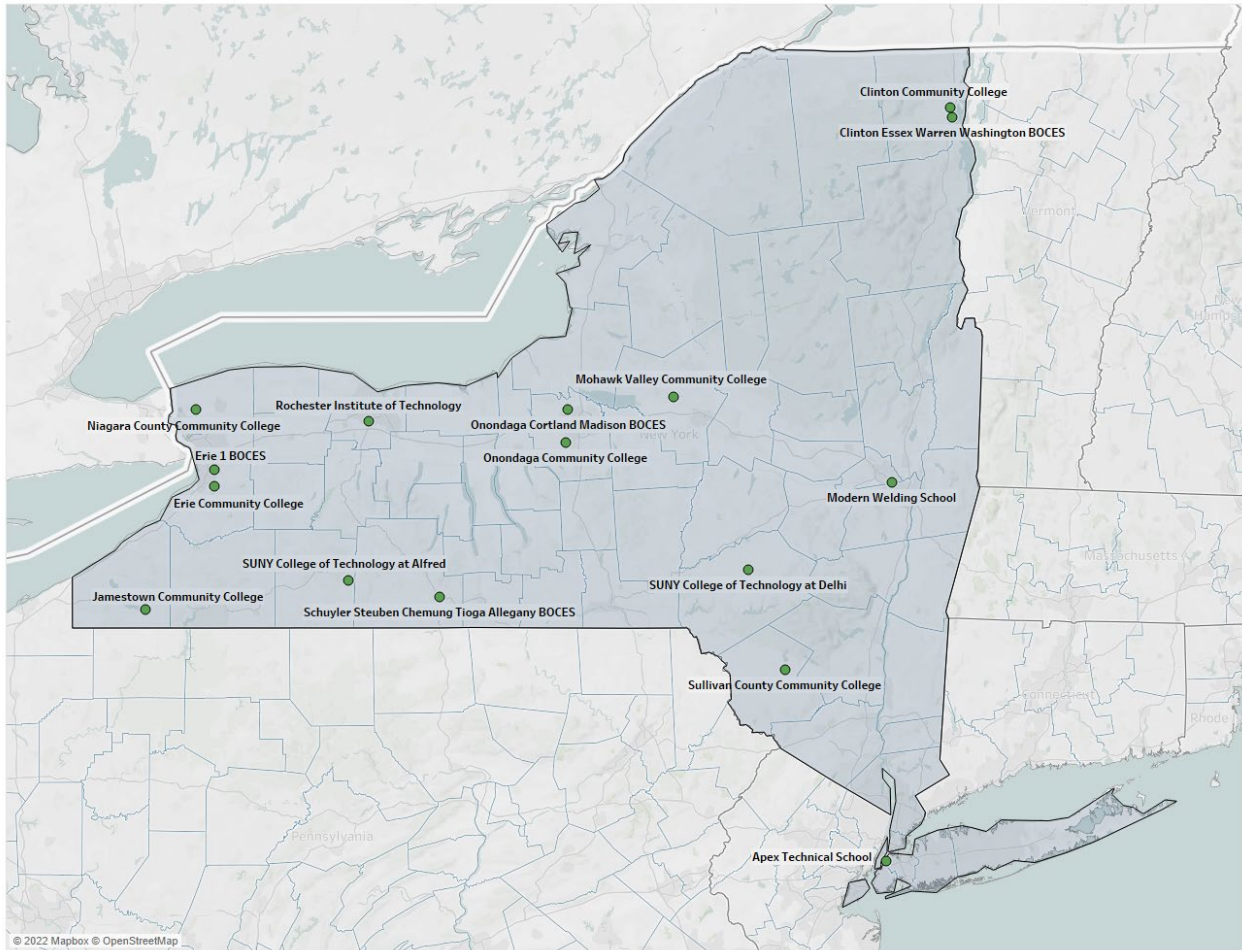 Clinton Community College
Clinton Essex Warren Washington BOCES
Vermont
New
Hamps
Mohawk Valley Community College
Rochester Institute of Technology
Niagara County Community College
Onondaga Cortland Madison BOCES
New York
Onondaga Community College
Erie 1 BOCES
Erie Community College
Modern Welding School
Massachusetts
SUNY College of Technology at Alfred
SUNY College of Technology at Delhi
Jamestown Community College
Schuyler Steuben Chemung Tioga Allegany BOCES
Sullivan County Community College
Connecticut
Rhode
Pennsylvania
Apex Technical School
© 2022 Mapbox © OpenStreetMap